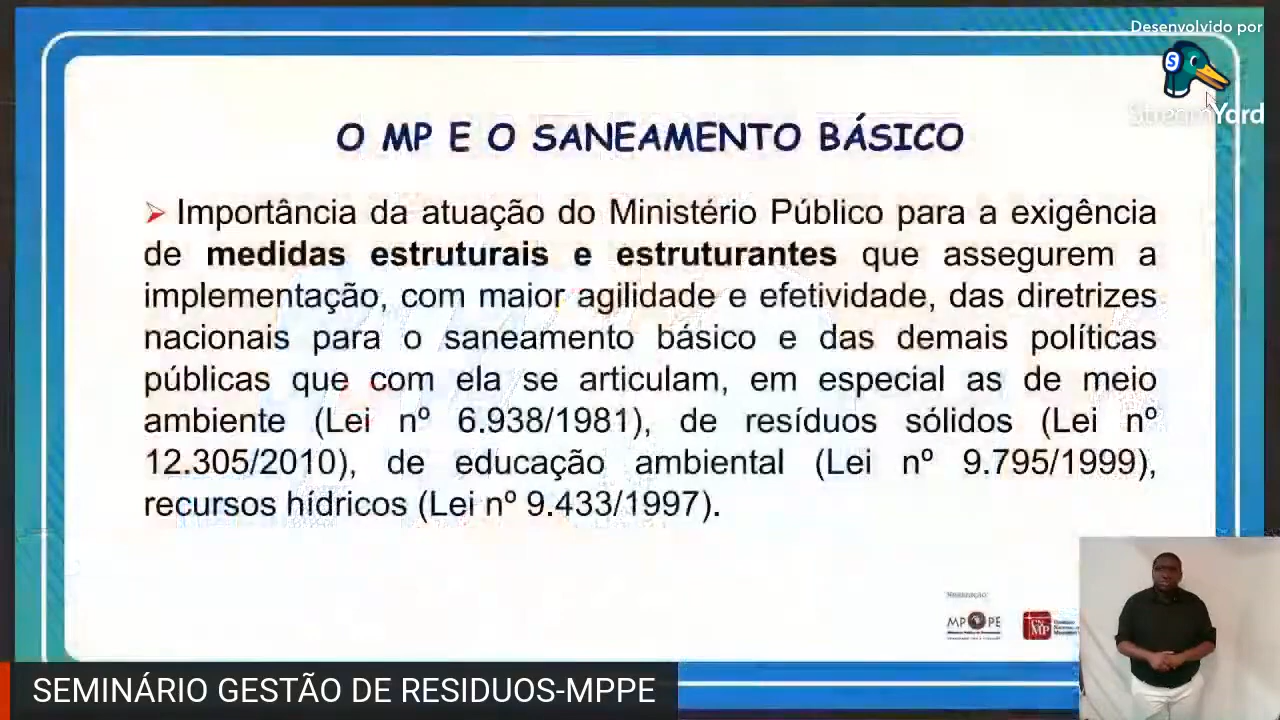 Desenvolvido por
StreamYard
O MP E O SANEAMENTO BÁSICO
Importância da atuação do Ministério Público para a exigência
de medidas estruturais e estruturantes que assegurem a
implementação, com maior agilidade e efetividade, das diretrizes
nacionais para o saneamento básico e das demais políticas
públicas que com ela se articulam, em especial as de meio
ambiente (Lei nº 6.938/1981), de resíduos sólidos (Lei nº
12.305/2010), de educação ambiental (Lei nº 9.795/1999),
recursos hídricos (Lei nº 9.433/1997).
MPPE
MP
SEMINÁRIO GESTÃO DE RESIDUOS-MPPE